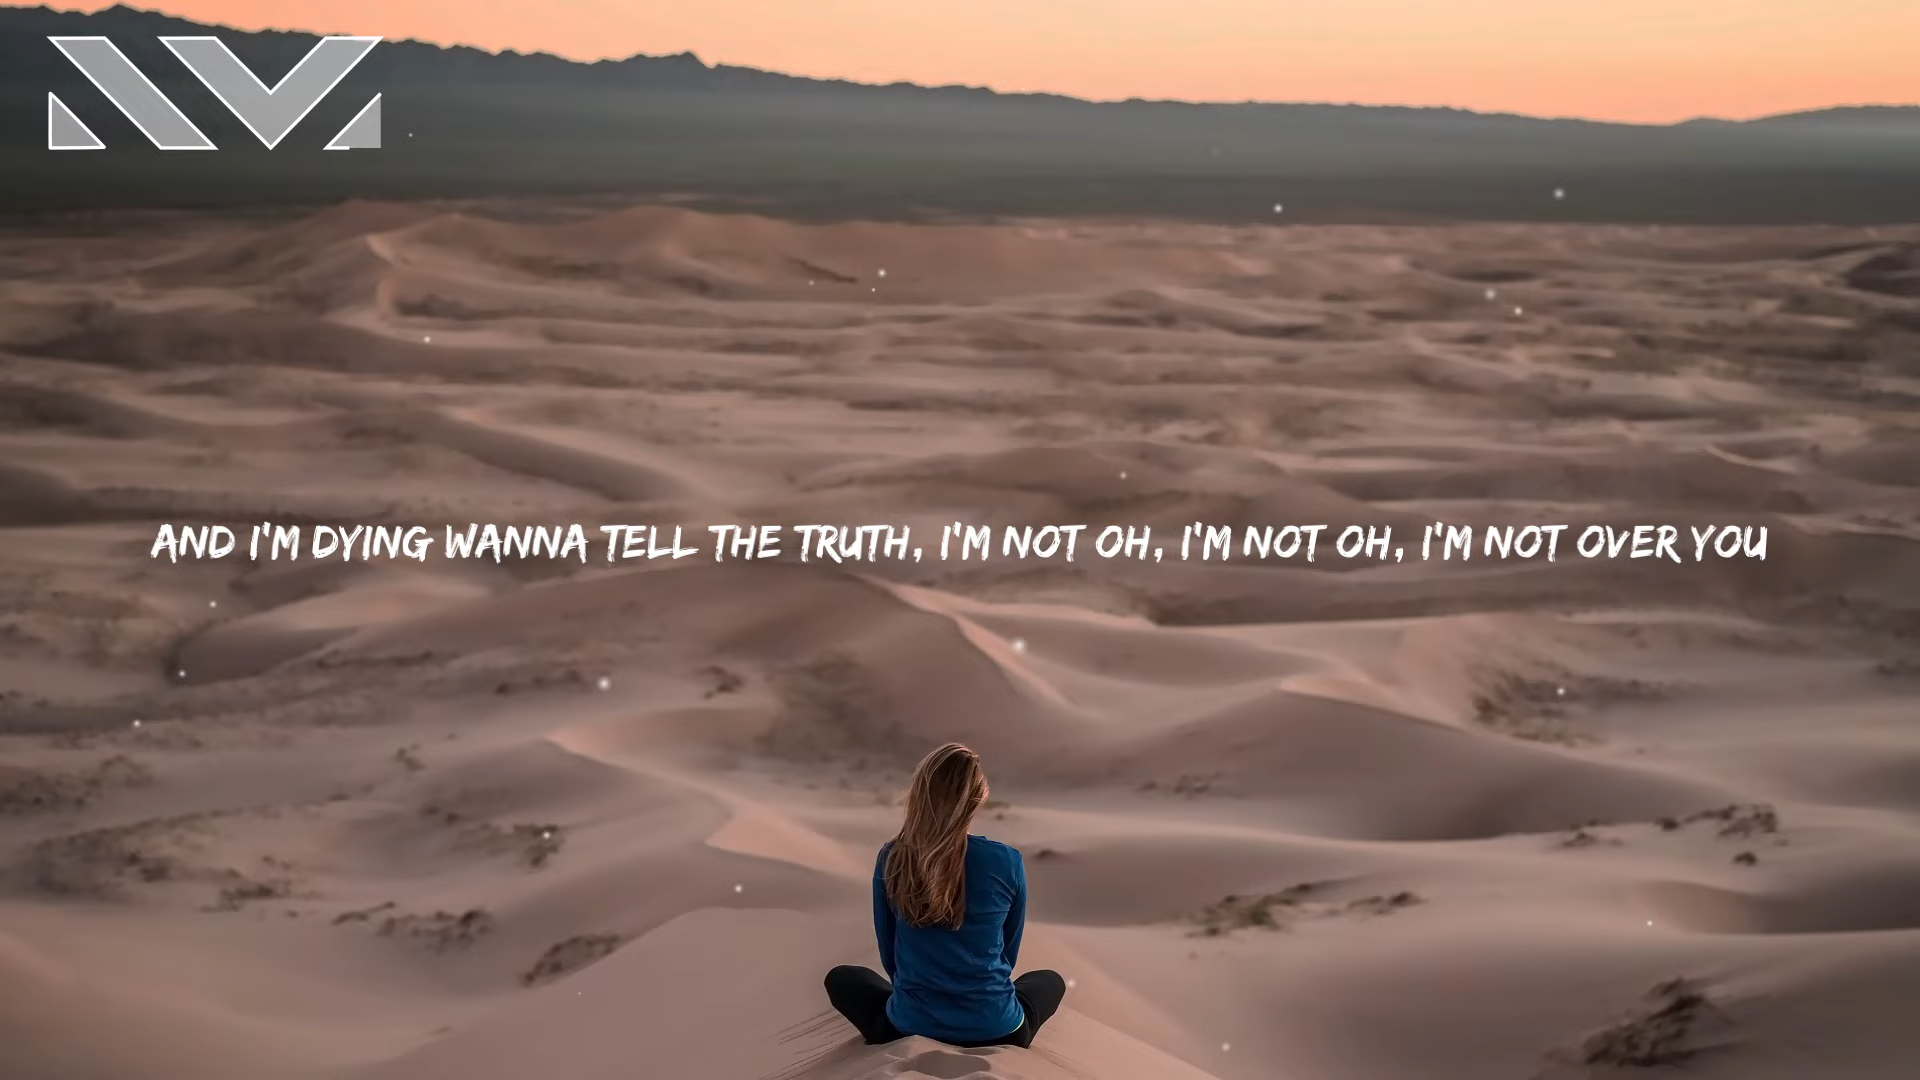 AND I'M DYING WANNA TELL THE TRUTH, I'M NOT OH, I'M NOT OH, I'M NOT OVER YOU